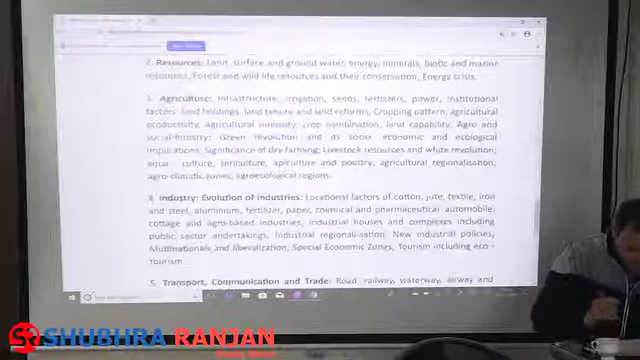 2. Resources: Land, surface and ground water, energy, minerals, biotic and marine
resources, Forest and wild life resources and their conservation, Energy crisis.
3. Agriculture: Infrastructure: irrigation, seeds, fertilizers, power, Institutional
factors: land holdings, land tenure and land reforms, Cropping pattern, agricultural
productivity, agricultural intensity, crop combination, land capability, Agro and
social-forestry; Green revolution and its socio- economic and ecological
implications; Significance of dry farming; Livestock resources and white revolution;
aqua - culture, sericulture, apiculture and poultry, agricultural regionalisation;
agro-climatic zones; agroecological regions.
4. Industry: Evolution of industries: Locational factors of cotton, jute, textile, iron
and steel, aluminum, fertilizer, paper, chemical and pharmaceutical, automobile,
cottage and agro-based industries, Industrial houses and complexes including
public sector undertakings, Industrial regionali-sation; New industrial policies,
Multinationals and liberalization, Special Economic Zones, Tourism including eco -
tourism.
5. Transport, Communication and Trade: Road, railway, waterway, airway and
SHUBHRA RANJAN